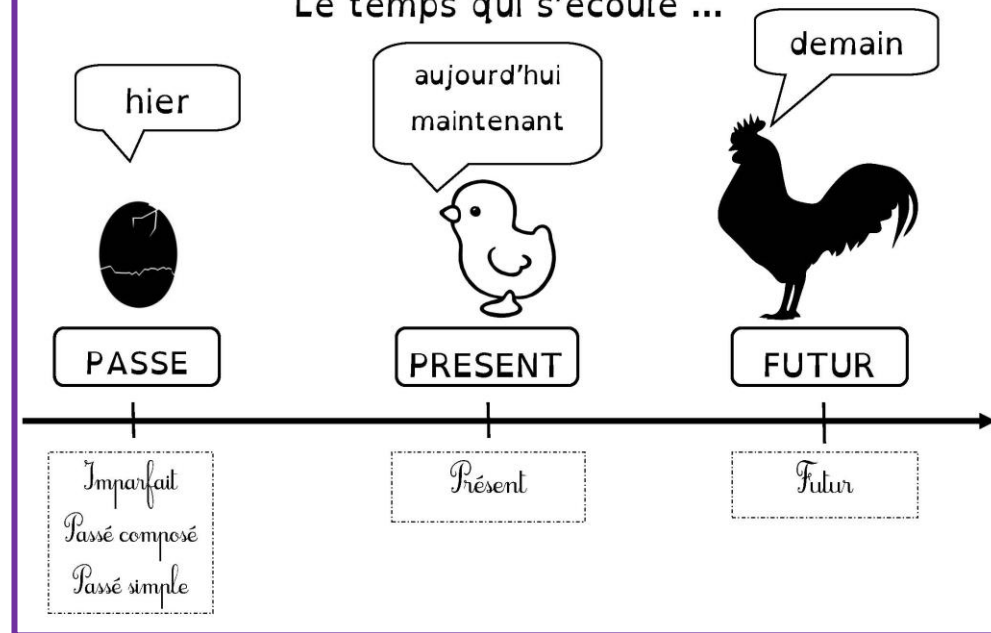 Le temps qui s'écoule ...
hier
aujourd'hui
maintenant
demain
PASSE
PRESENT
FUTUR
Imparfait
Passé composé
Passé simple
Présent
Futur